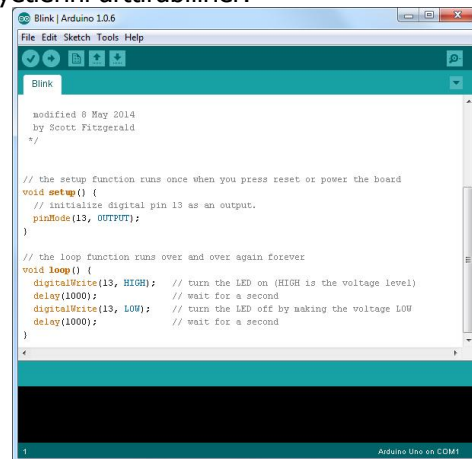 Blink | Arduino 1.0.6
File Edit Sketch Tools Help
Blink
modified 8 May 2014
by Scott Fitzgerald
*/
// the setup function runs once when you press reset or power the board
void setup() {
// initialize digital pin 13 as an output.
pinMode(13, OUTPUT);
}
// the loop function runs over and over again forever
void loop() {
digitalWrite(13, HIGH);   // turn the LED on (HIGH is the voltage level)
delay(1000);              // wait for a second
digitalWrite(13, LOW);    // turn the LED off by making the voltage LOW
delay(1000);              // wait for a second
}
1
Arduino Uno on COM1